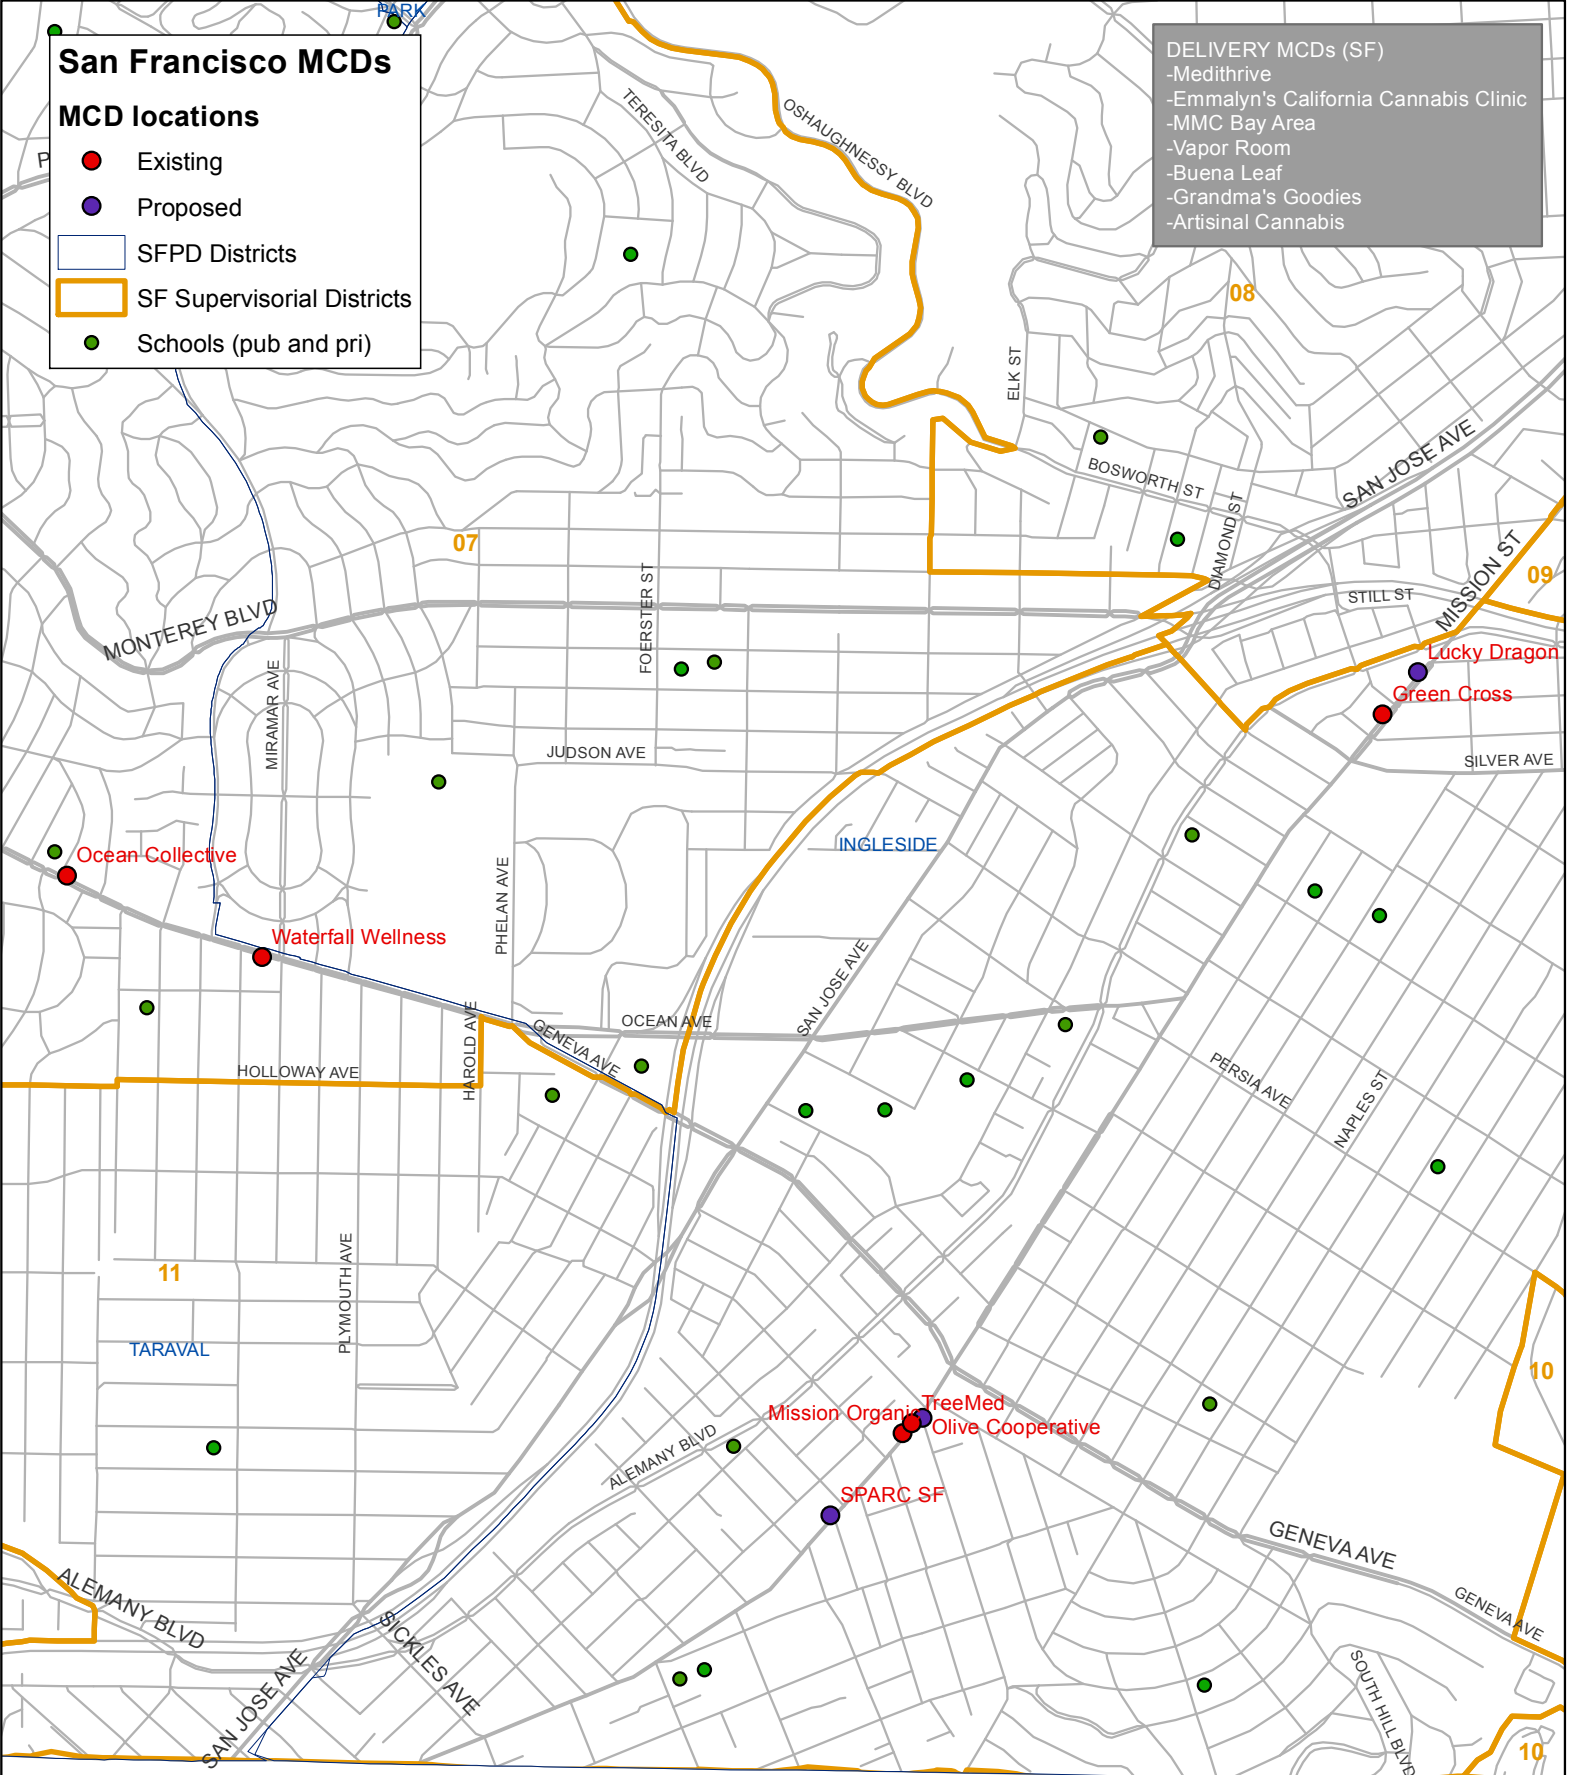 PARK
San Francisco MCDs
MCD locations
Existing
Proposed
SFPD Districts
SF Supervisorial Districts
Schools (pub and pri)
P
DELIVERY MCDs (SF)
-Medithrive
-Emmalyn's California Cannabis Clinic
-MMC Bay Area
-Vapor Room
-Buena Leaf
-Grandma's Goodies
-Artisinal Cannabis
TERESITA BLVD
OSHAUGHNESSY BLVD
08
ELK ST
BOSWORTH ST
SAN JOSE AVE
DIAMOND ST
07
MISSION ST
09
STILL ST
FOERSTER ST
MONTEREY BLVD
Lucky Dragon
Green Cross
MIRAMAR AVE
JUDSON AVE
SILVER AVE
INGLESIDE
Ocean Collective
PHELAN AVE
Waterfall Wellness
SAN JOSE AVE
OCEAN AVE
GENEVA AVE
HAROLD AVE
HOLLOWAY AVE
PERSIA AVE
NAPLES ST
11
PLYMOUTH AVE
TARAVAL
10
TreeMed
Mission Organic
Olive Cooperative
ALEMANY BLVD
SPARC SF
GENEVA AVE
GENEVA AVE
ALEMANY BLVD
SICKLES AVE
SAN JOSE AVE
SOUTH HILL BLVD
10